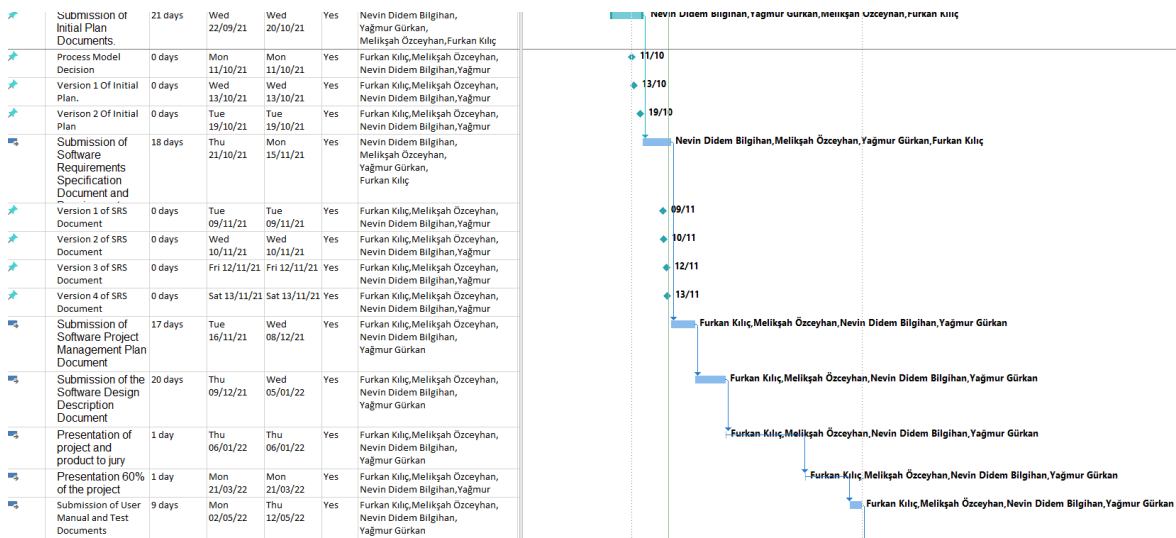 Submission of 21 days Wed Wed Yes Nevin Didem Bilgihan, Nevin Didem Bilgihan,Yağmur Gürkan,Melikşah Özceyhan,Furkan Kılıç
Initial Plan 22/09/21 20/10/21 Yağmur Gürkan,
Documents. Melikşah Özceyhan,Furkan Kılıç
Process Model 0 days Mon Mon Yes Furkan Kılıç,Melikşah Özceyhan, 11/10
Decision 11/10/21 11/10/21 Nevin Didem Bilgihan,Yağmur
Version 1 Of Initial 0 days Wed Wed Yes Furkan Kılıç,Melikşah Özceyhan, 13/10
Plan. 13/10/21 13/10/21 Nevin Didem Bilgihan,Yağmur
Verison 2 Of Initial 0 days Tue Tue Yes Furkan Kılıç,Melikşah Özceyhan, 19/10
Plan 19/10/21 19/10/21 Nevin Didem Bilgihan,Yağmur
Submission of 18 days Thu Mon Yes Nevin Didem Bilgihan, Nevin Didem Bilgihan,Melikşah Özceyhan,Yağmur Gürkan,Furkan Kılıç
Software 21/10/21 15/11/21 Melikşah Özceyhan,
Requirements Yağmur Gürkan,
Specification Furkan Kılıç
Document and
Version 1 of SRS 0 days Tue Tue Yes Furkan Kılıç,Melikşah Özceyhan, 09/11
Document 09/11/21 09/11/21 Nevin Didem Bilgihan,Yağmur
Version 2 of SRS 0 days Wed Wed Yes Furkan Kılıç,Melikşah Özceyhan, 10/11
Document 10/11/21 10/11/21 Nevin Didem Bilgihan,Yağmur
Version 3 of SRS 0 days Fri 12/11/21 Fri 12/11/21 Yes Furkan Kılıç,Melikşah Özceyhan, 12/11
Document Nevin Didem Bilgihan,Yağmur
Version 4 of SRS 0 days Sat 13/11/21 Sat 13/11/21 Yes Furkan Kılıç,Melikşah Özceyhan, 13/11
Document Nevin Didem Bilgihan,Yağmur
Submission of 17 days Tue Wed Yes Furkan Kılıç,Melikşah Özceyhan, Furkan Kılıç,Melikşah Özceyhan,Nevin Didem Bilgihan,Yağmur Gürkan
Software Project 16/11/21 08/12/21 Nevin Didem Bilgihan,
Management Plan Yağmur Gürkan
Document
Submission of the 20 days Thu Wed Yes Furkan Kılıç,Melikşah Özceyhan, Furkan Kılıç,Melikşah Özceyhan,Nevin Didem Bilgihan,Yağmur Gürkan
Software Design 09/12/21 05/01/22 Nevin Didem Bilgihan,
Description Yağmur Gürkan
Document
Presentation of 1 day Thu Thu Yes Furkan Kılıç,Melikşah Özceyhan, Furkan Kılıç,Melikşah Özceyhan,Nevin Didem Bilgihan,Yağmur Gürkan
project and 06/01/22 06/01/22 Nevin Didem Bilgihan,
product to jury Yağmur Gürkan
Presentation 60% 1 day Mon Mon Yes Furkan Kılıç,Melikşah Özceyhan, Furkan Kılıç,Melikşah Özceyhan,Nevin Didem Bilgihan,Yağmur Gürkan
of the project 21/03/22 21/03/22 Nevin Didem Bilgihan,Yağmur
Submission of User 9 days Mon Thu Yes Furkan Kılıç,Melikşah Özceyhan, Furkan Kılıç,Melikşah Özceyhan,Nevin Didem Bilgihan,Yağmur Gürkan
Manual and Test 02/05/22 12/05/22 Nevin Didem Bilgihan,
Documents Yağmur Gürkan